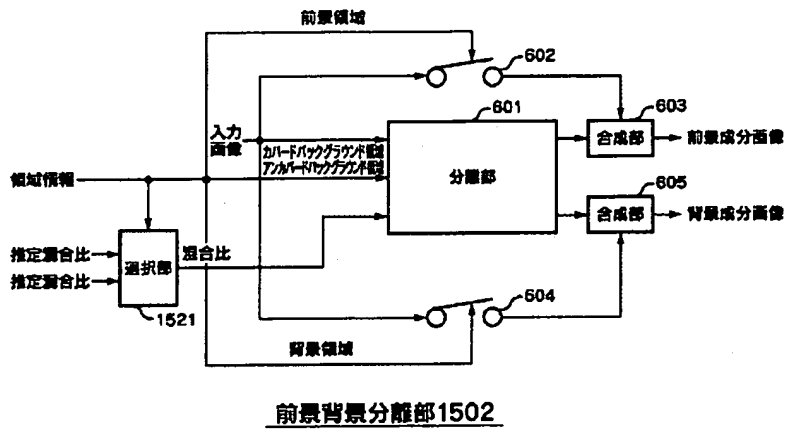 前景領域
602
601
603
入力
画像
カバードバックグラウンド領域
アンカバードバックグラウンド領域
合成部
前景成分画像
領域情報
分離部
605
合成部
背景成分画像
推定混合比
選択部
混合比
推定混合比
604
1521
背景領域
前景背景分離部1502